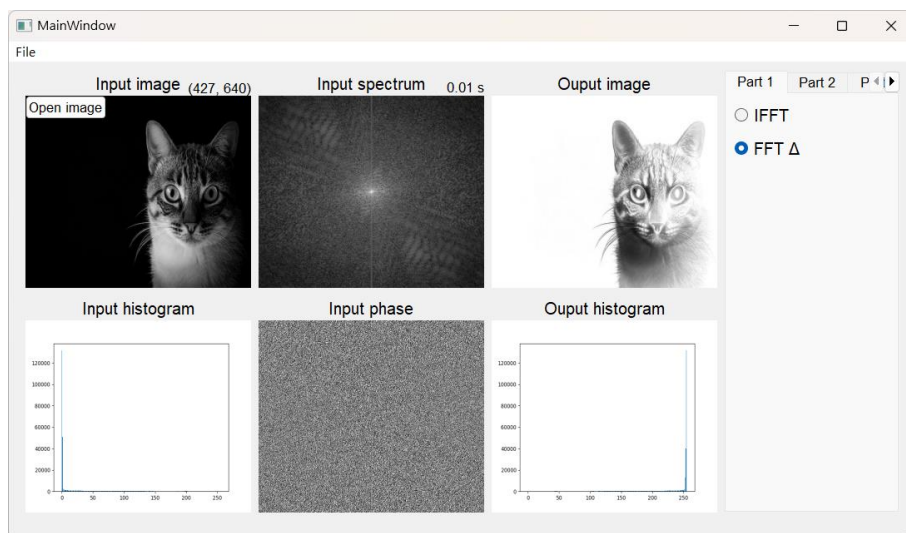 MainWindow
File
Input image (427, 640)
Input spectrum 0.01 s
Ouput image
Part 1 Part 2 P
Open image
IFFT
FFT Δ
Input histogram
Input phase
Ouput histogram
120000
100000
80000
60000
40000
20000
0
0 50 100 150 200 250
120000
100000
80000
60000
40000
20000
0
0 50 100 150 200 250